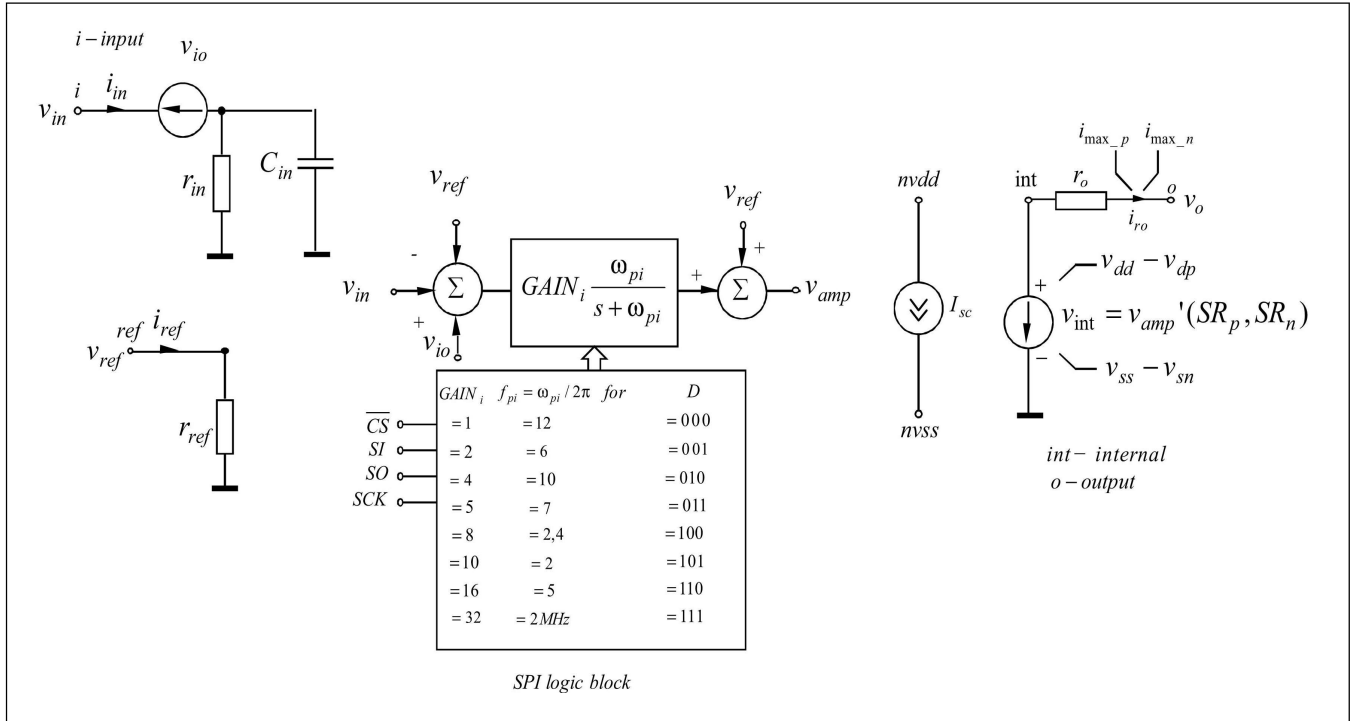 i – input
v_io
i
i_in
v_in
r_in
C_in
ref
i_ref
v_ref
r_ref
v_ref
v_ref
-
+
v_in
Σ
GAIN_i ω_pi / (s + ω_pi)
+
Σ
v_amp
+
v_io
GAIN_i f_pi = ω_pi / 2π for D
CS̅ =1 =12 =000
SI =2 =6 =001
SO =4 =10 =010
SCK =5 =7 =011
=8 =2,4 =100
=10 =2 =101
=16 =5 =110
=32 =2 MHz =111
SPI logic block
nvdd
I_sc
nvss
i_max_p i_max_n
int
r_o
o
v_o
i_ro
v_dd – v_dp
+
v_int = v_amp '(SR_p, SR_n)
–
v_ss – v_sn
int – internal
o – output